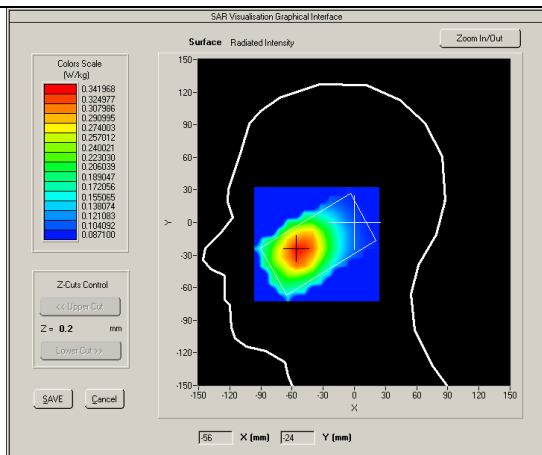 SAR Visualisation Graphical Interface
Surface Radiated Intensity
Zoom In/Out
Colors Scale
(W/kg)
0.341968
0.324977
0.307986
0.290995
0.274003
0.257012
0.240021
0.223030
0.206039
0.189047
0.172056
0.155065
0.138074
0.121083
0.104092
0.087100
Z-Cuts Control
<< Upper Cut
Z = 0.2 mm
Lower Cut >>
SAVE Cancel
150
120
90
60
30
0
-30
-60
-90
-120
-150
Y
-150 -120 -90 -60 -30 0 30 60 90 120 150
X
-56 X (mm) -24 Y (mm)